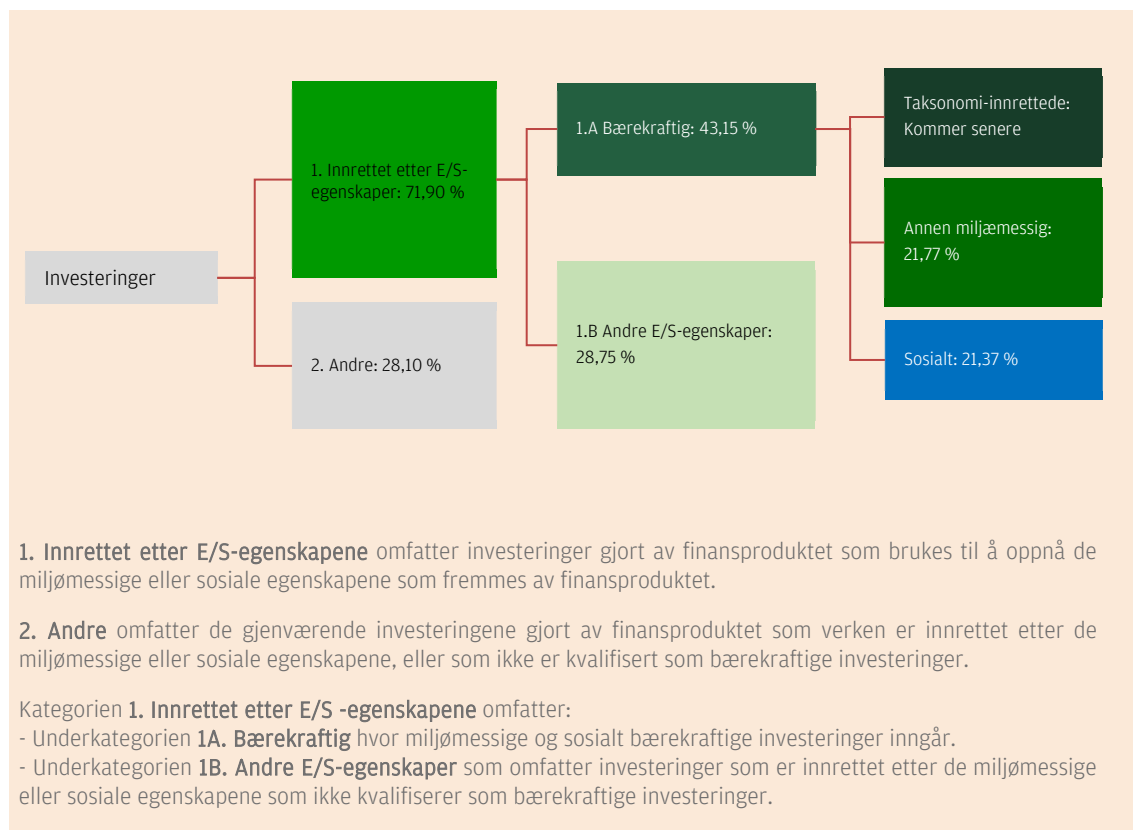 Investeringer
1. Innrettet etter E/S-
egenskaper: 71,90 %
2. Andre: 28,10 %
1.A Bærekraftig: 43,15 %
1.B Andre E/S-egenskaper:
28,75 %
Taksonomi-innrettede:
Kommer senere
Annen miljæmessig:
21,77 %
Sosialt: 21,37 %
1. Innrettet etter E/S-egenskapene omfatter investeringer gjort av finansproduktet som brukes til å oppnå de
miljømessige eller sosiale egenskapene som fremmes av finansproduktet.
2. Andre omfatter de gjenværende investeringene gjort av finansproduktet som verken er innrettet etter de
miljømessige eller sosiale egenskapene, eller som ikke er kvalifisert som bærekraftige investeringer.
Kategorien 1. Innrettet etter E/S -egenskapene omfatter:
- Underkategorien 1A. Bærekraftig hvor miljømessige og sosialt bærekraftige investeringer inngår.
- Underkategorien 1B. Andre E/S-egenskaper som omfatter investeringer som er innrettet etter de miljømessige
eller sosiale egenskapene som ikke kvalifiserer som bærekraftige investeringer.